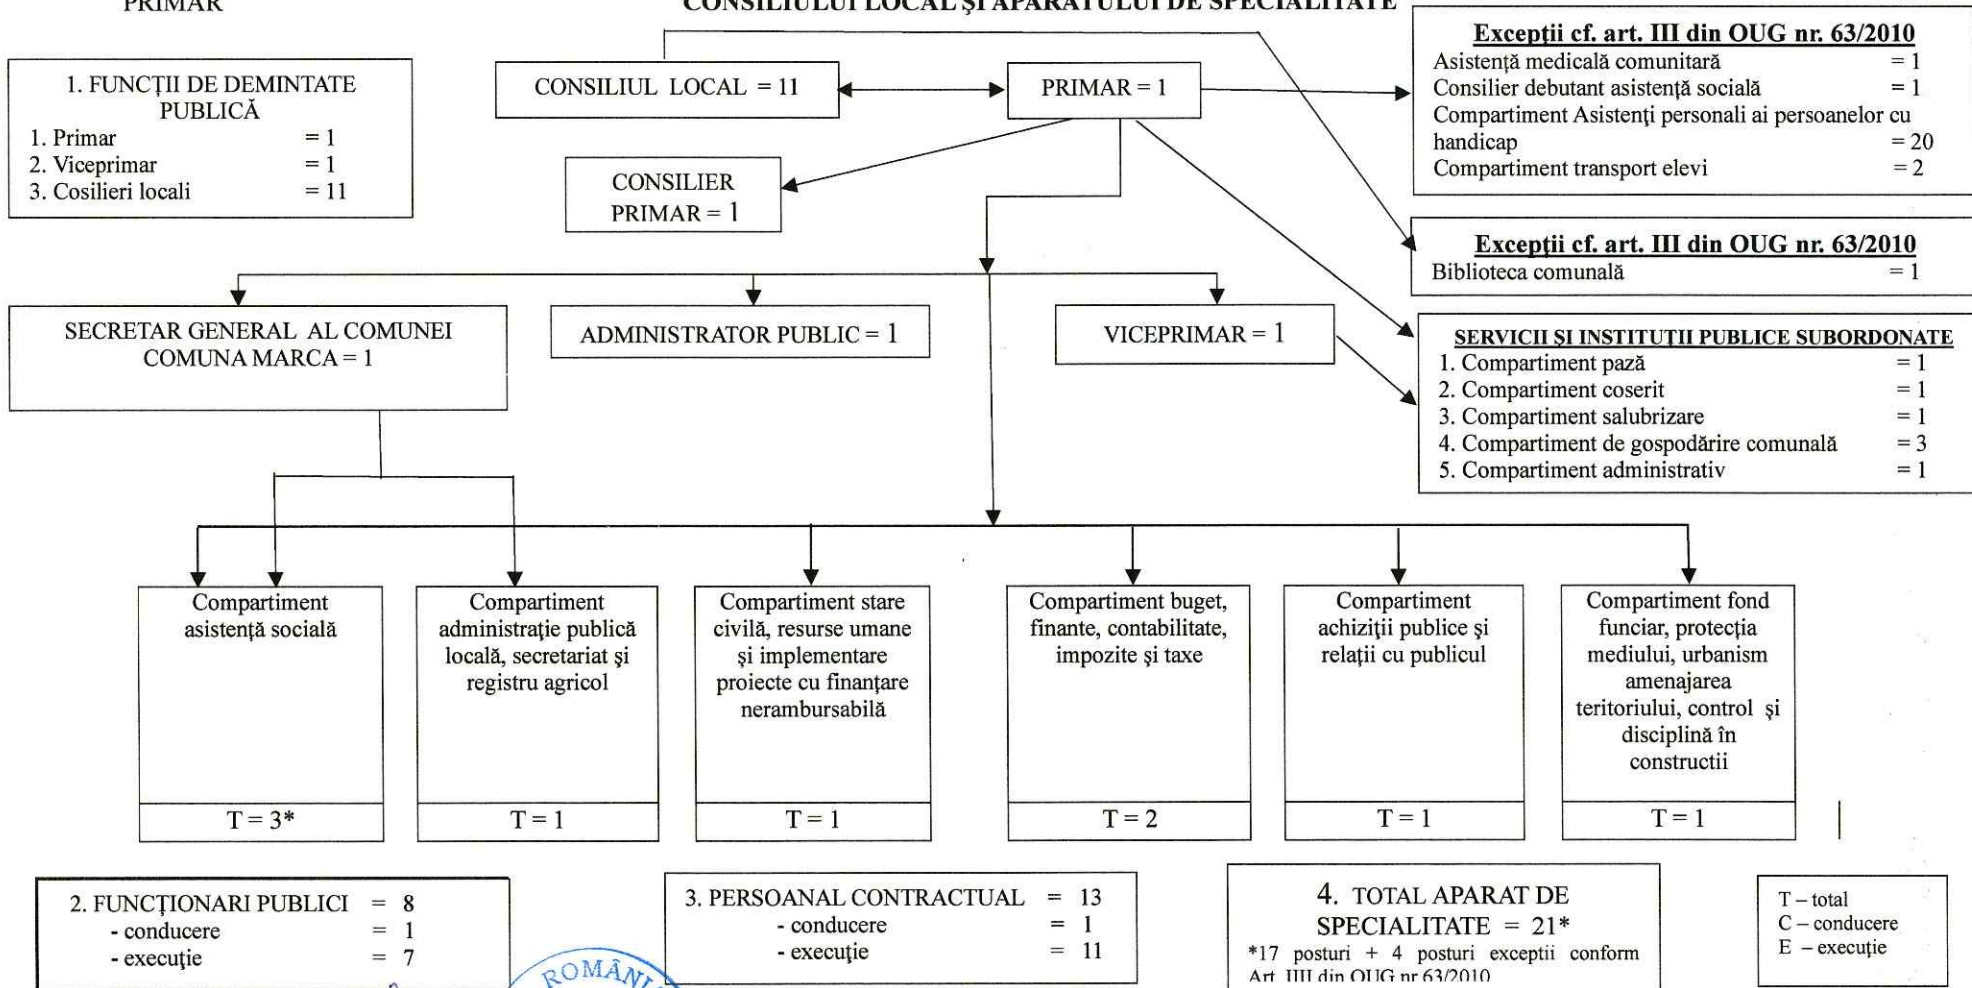 PRIMAR
CONSILIULUI LOCAL ŞI APARATULUI DE SPECIALITATE
1. FUNCŢII DE DEMINTATE
PUBLICĂ
1. Primar = 1
2. Viceprimar = 1
3. Cosilieri locali = 11
CONSILIUL LOCAL = 11
PRIMAR = 1
CONSILIER
PRIMAR = 1
Excepţii cf. art. III din OUG nr. 63/2010
Asistenţă medicală comunitară = 1
Consilier debutant asistenţă socială = 1
Compartiment Asistenţi personali ai persoanelor cu
handicap = 20
Compartiment transport elevi = 2
Excepţii cf. art. III din OUG nr. 63/2010
Biblioteca comunală = 1
SECRETAR GENERAL AL COMUNEI
COMUNA MARCA = 1
ADMINISTRATOR PUBLIC = 1
VICEPRIMAR = 1
SERVICII ŞI INSTITUŢII PUBLICE SUBORDONATE
1. Compartiment pază = 1
2. Compartiment coserit = 1
3. Compartiment salubrizare = 1
4. Compartiment de gospodărire comunală = 3
5. Compartiment administrativ = 1
Compartiment
asistenţă socială
T = 3*
Compartiment
administraţie publică
locală, secretariat şi
registru agricol
T = 1
Compartiment stare
civilă, resurse umane
şi implementare
proiecte cu finanţare
nerambursabilă
T = 1
Compartiment buget,
finante, contabilitate,
impozite şi taxe
T = 2
Compartiment
achiziţii publice şi
relaţii cu publicul
T = 1
Compartiment fond
funciar, protecţia
mediului, urbanism
amenajarea
teritoriului, control şi
disciplină în
constructii
T = 1
2. FUNCŢIONARI PUBLICI = 8
- conducere = 1
- execuţie = 7
3. PERSOANAL CONTRACTUAL = 13
- conducere = 1
- execuţie = 11
4. TOTAL APARAT DE
SPECIALITATE = 21*
*17 posturi + 4 posturi exceptii conform
Art. IIII din OUG nr 63/2010
T – total
C – conducere
E – execuţie
ROMÂNI